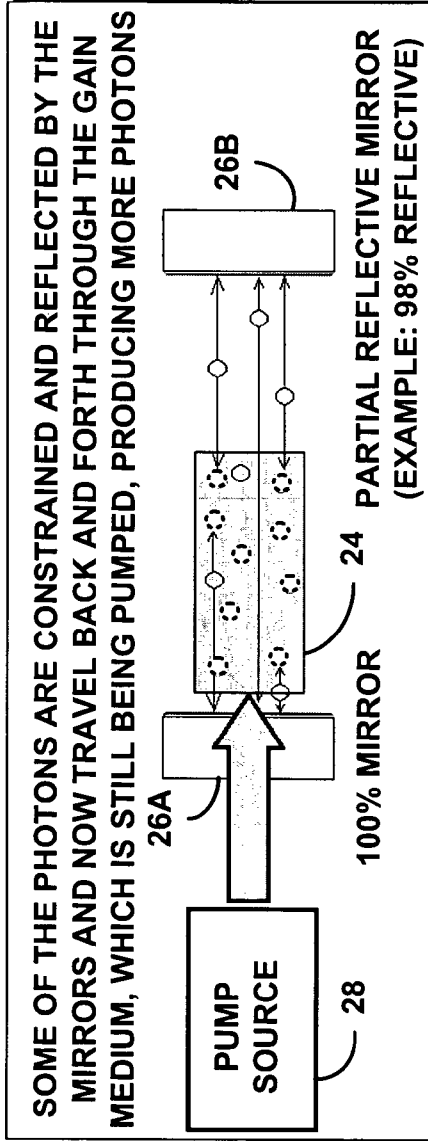 SOME OF THE PHOTONS ARE CONSTRAINED AND REFLECTED BY THE
MIRRORS AND NOW TRAVEL BACK AND FORTH THROUGH THE GAIN
MEDIUM, WHICH IS STILL BEING PUMPED, PRODUCING MORE PHOTONS
26A
26B
PUMP
SOURCE
28
100% MIRROR
24
PARTIAL REFLECTIVE MIRROR
(EXAMPLE: 98% REFLECTIVE)